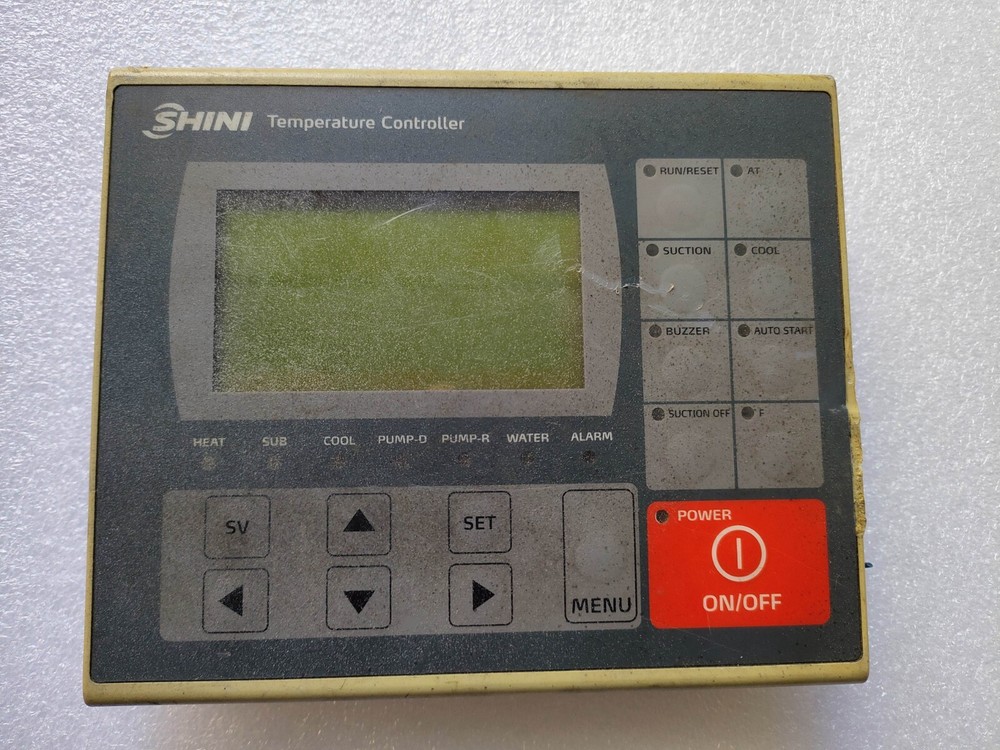 SHINI Temperature Controller
RUN/RESET AT
SUCTION COOL
BUZZER AUTO START
SUCTION OFF F
HEAT SUB COOL PUMP-D PUMP-R WATER ALARM
SV SET
MENU
POWER
ON/OFF